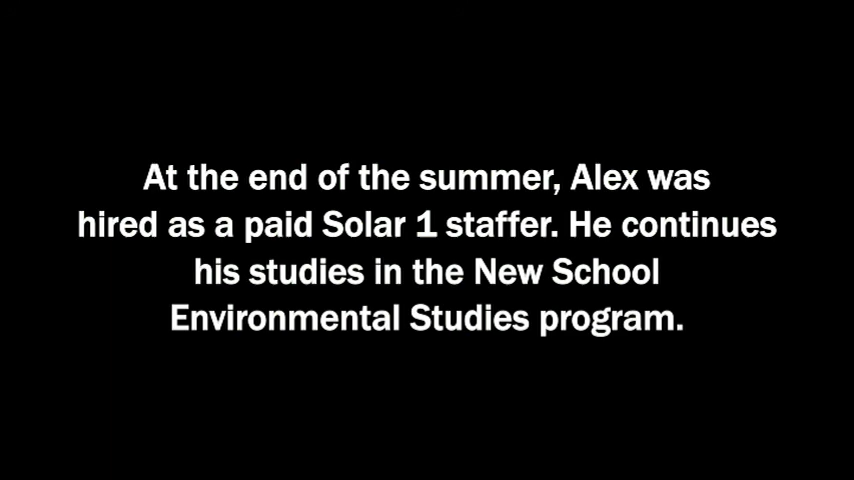 At the end of the summer, Alex was
hired as a paid Solar 1 staffer. He continues
his studies in the New School
Environmental Studies program.